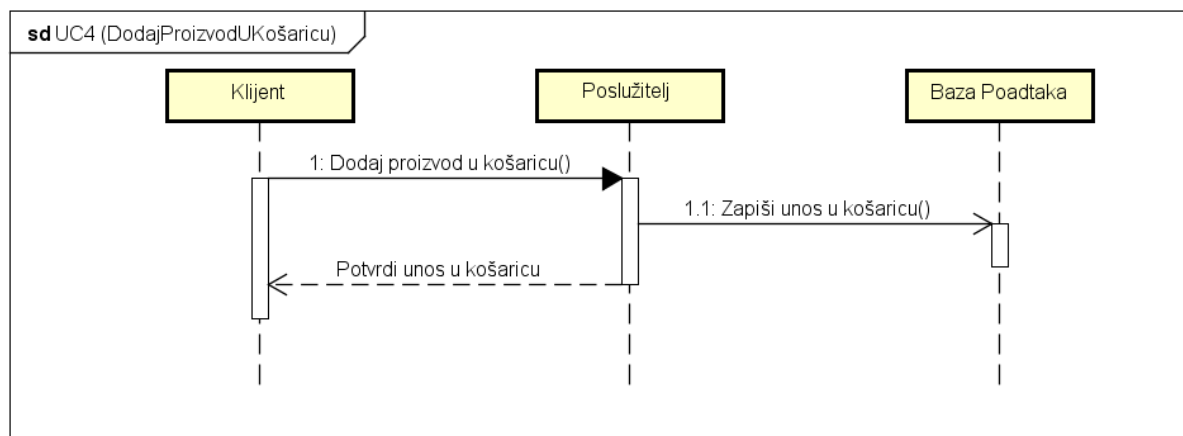 sd UC4 (DodajProizvodUKošaricu)
Klijent
Poslužitelj
Baza Poadtaka
1: Dodaj proizvod u košaricu()
1.1: Zapiši unos u košaricu()
Potvrdi unos u košaricu